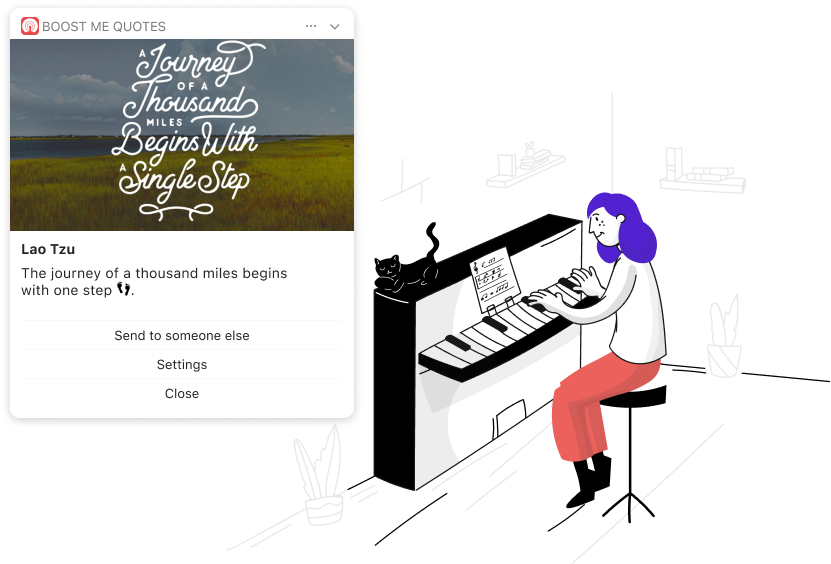 BOOST ME QUOTES
A Journey
OF A
Thousand
MILES
Begins With
A Single Step
Lao Tzu
The journey of a thousand miles begins
with one step 👣.
Send to someone else
Settings
Close